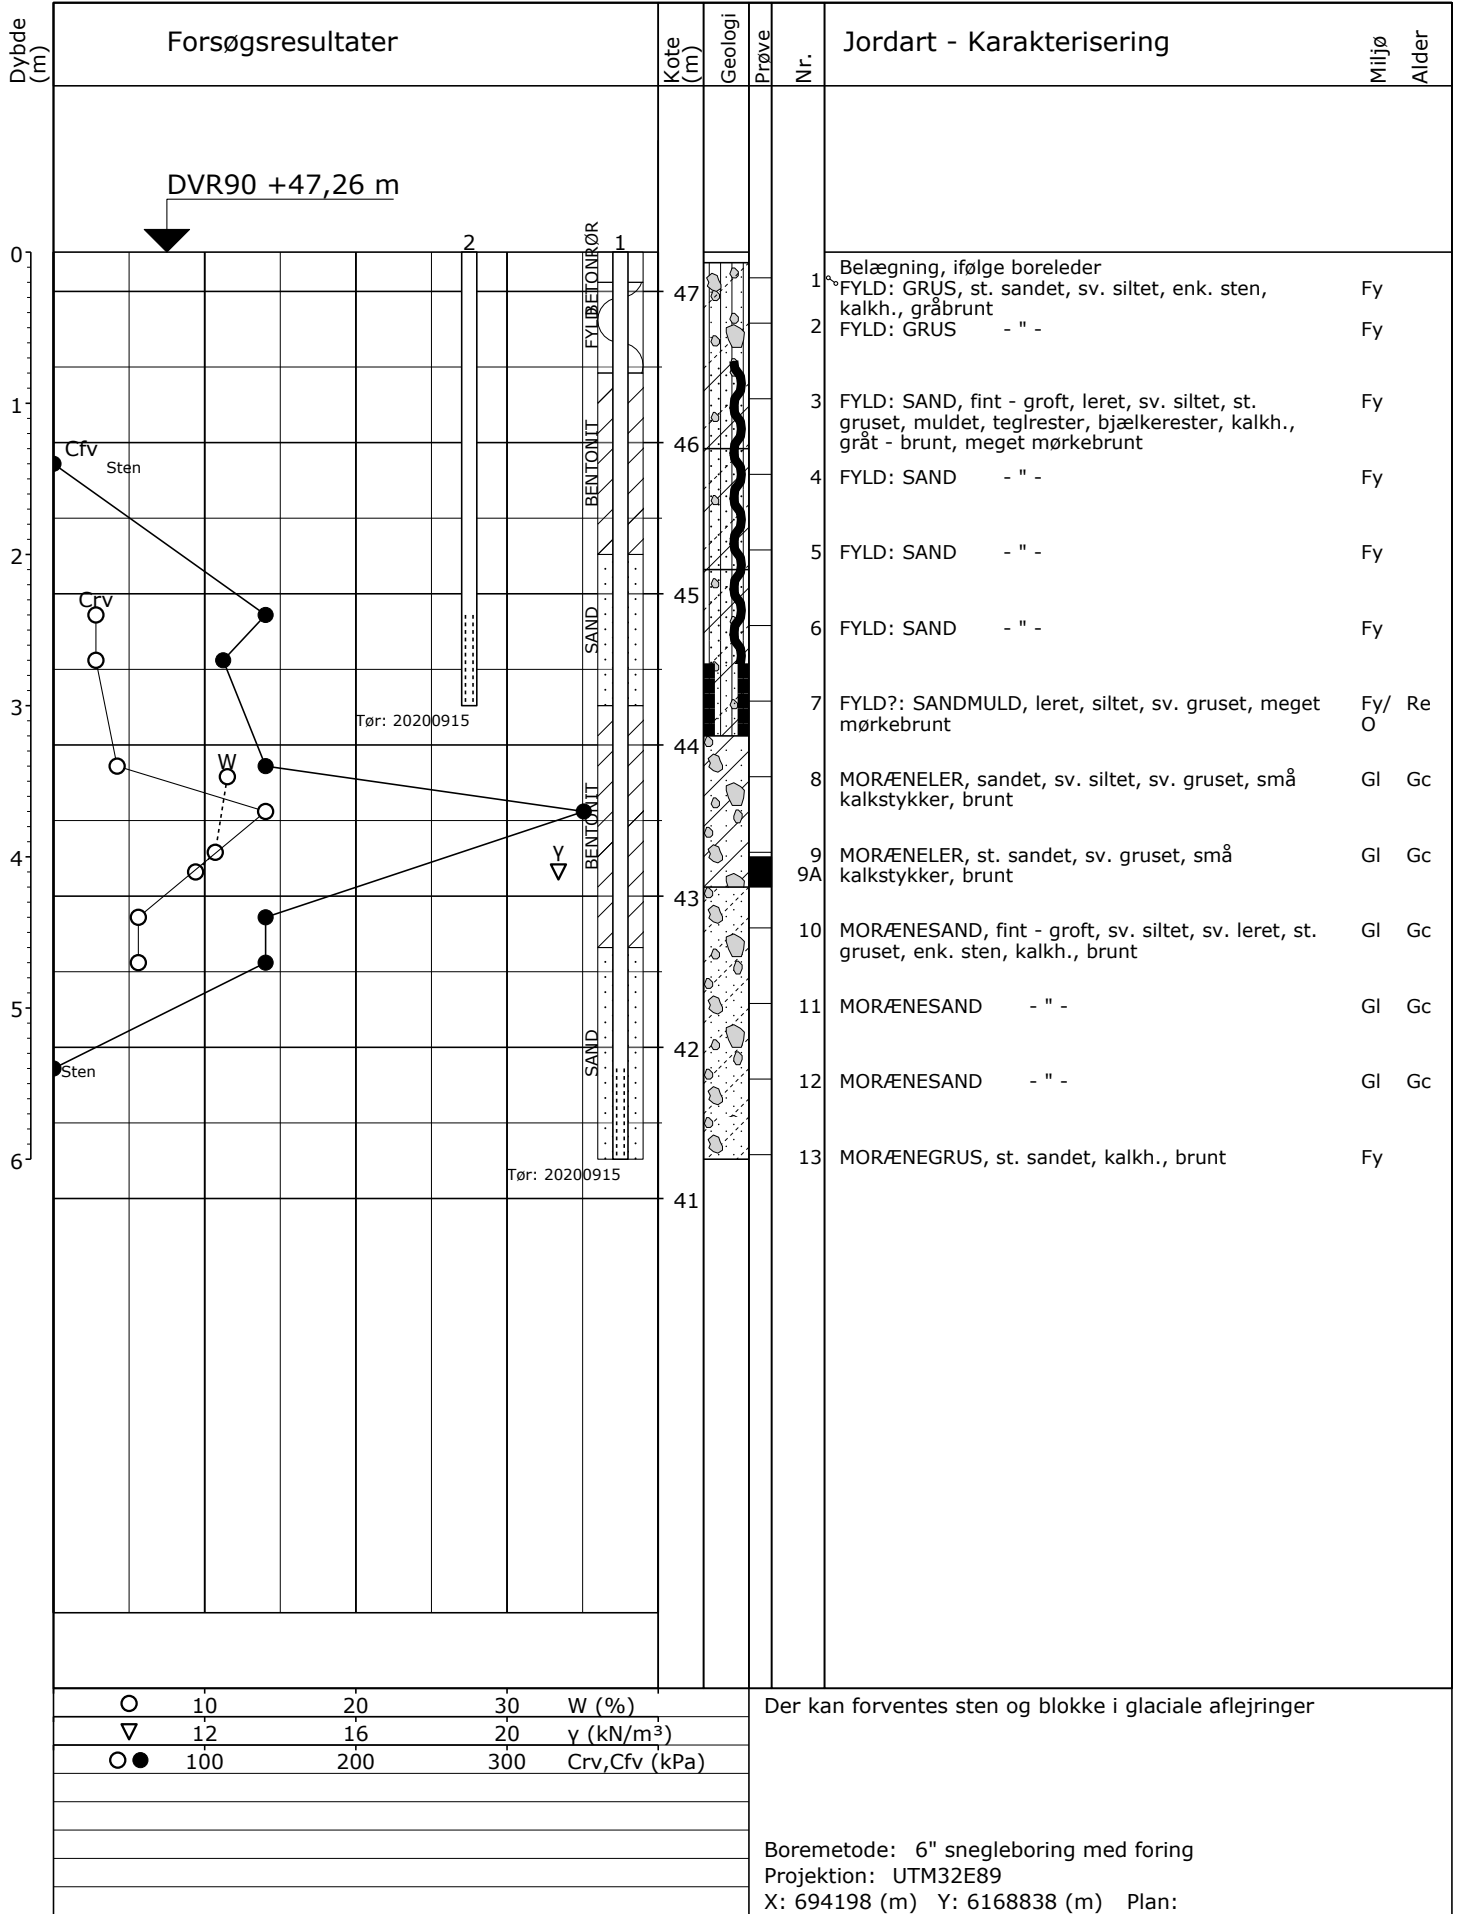 Dybde (m)
Forsøgsresultater
Kote (m)
Geologi
Prøve
Nr.
Jordart - Karakterisering
Miljø
Alder
DVR90 +47,26 m
2
1
0
1
2
3
4
5
6
47
46
45
44
43
42
41
BETONRØR
FYLD
BENTONIT
SAND
BENTONIT
SAND
Cfv
Sten
Crv
W
γ
Sten
Tør: 20200915
Tør: 20200915
Belægning, ifølge boreleder
1 FYLD: GRUS, st. sandet, sv. siltet, enk. sten, Fy
kalkh., gråbrunt
2 FYLD: GRUS - " - Fy
3 FYLD: SAND, fint - groft, leret, sv. siltet, st. Fy
gruset, muldet, teglrester, bjælkerester, kalkh.,
gråt - brunt, meget mørkebrunt
4 FYLD: SAND - " - Fy
5 FYLD: SAND - " - Fy
6 FYLD: SAND - " - Fy
7 FYLD?: SANDMULD, leret, siltet, sv. gruset, meget Fy/ Re
mørkebrunt O
8 MORÆNELER, sandet, sv. siltet, sv. gruset, små Gl Gc
kalkstykker, brunt
9 MORÆNELER, st. sandet, sv. gruset, små Gl Gc
9A kalkstykker, brunt
10 MORÆNESAND, fint - groft, sv. siltet, sv. leret, st. Gl Gc
gruset, enk. sten, kalkh., brunt
11 MORÆNESAND - " - Gl Gc
12 MORÆNESAND - " - Gl Gc
13 MORÆNEGRUS, st. sandet, kalkh., brunt Fy
10 20 30 W (%)
12 16 20 γ (kN/m³)
100 200 300 Crv,Cfv (kPa)
Der kan forventes sten og blokke i glaciale aflejringer
Boremetode: 6" snegleboring med foring
Projektion: UTM32E89
X: 694198 (m) Y: 6168838 (m) Plan: